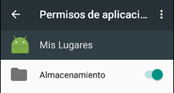 Permisos de aplicaci...
Mis Lugares
Almacenamiento